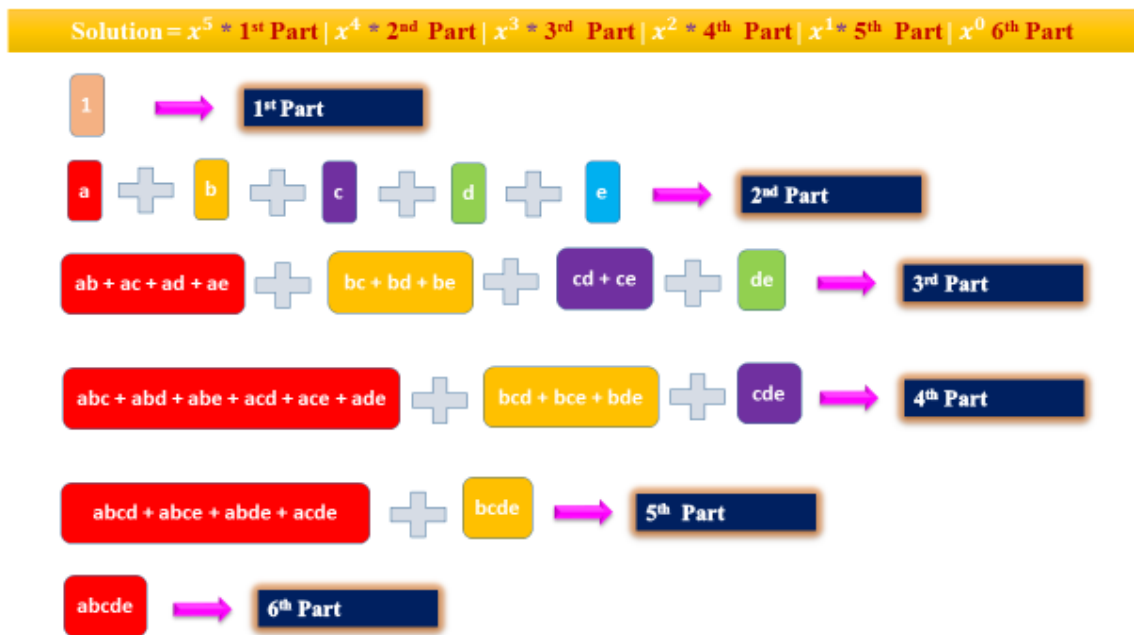 Solution = x⁵ * 1ˢᵗ Part | x⁴ * 2ⁿᵈ Part | x³ * 3ʳᵈ Part | x² * 4ᵗʰ Part | x¹* 5ᵗʰ Part | x⁰ 6ᵗʰ Part
1 1ˢᵗ Part
a b c d e 2ⁿᵈ Part
ab + ac + ad + ae bc + bd + be cd + ce de 3ʳᵈ Part
abc + abd + abe + acd + ace + ade bcd + bce + bde cde 4ᵗʰ Part
abcd + abce + abde + acde bcde 5ᵗʰ Part
abcde 6ᵗʰ Part